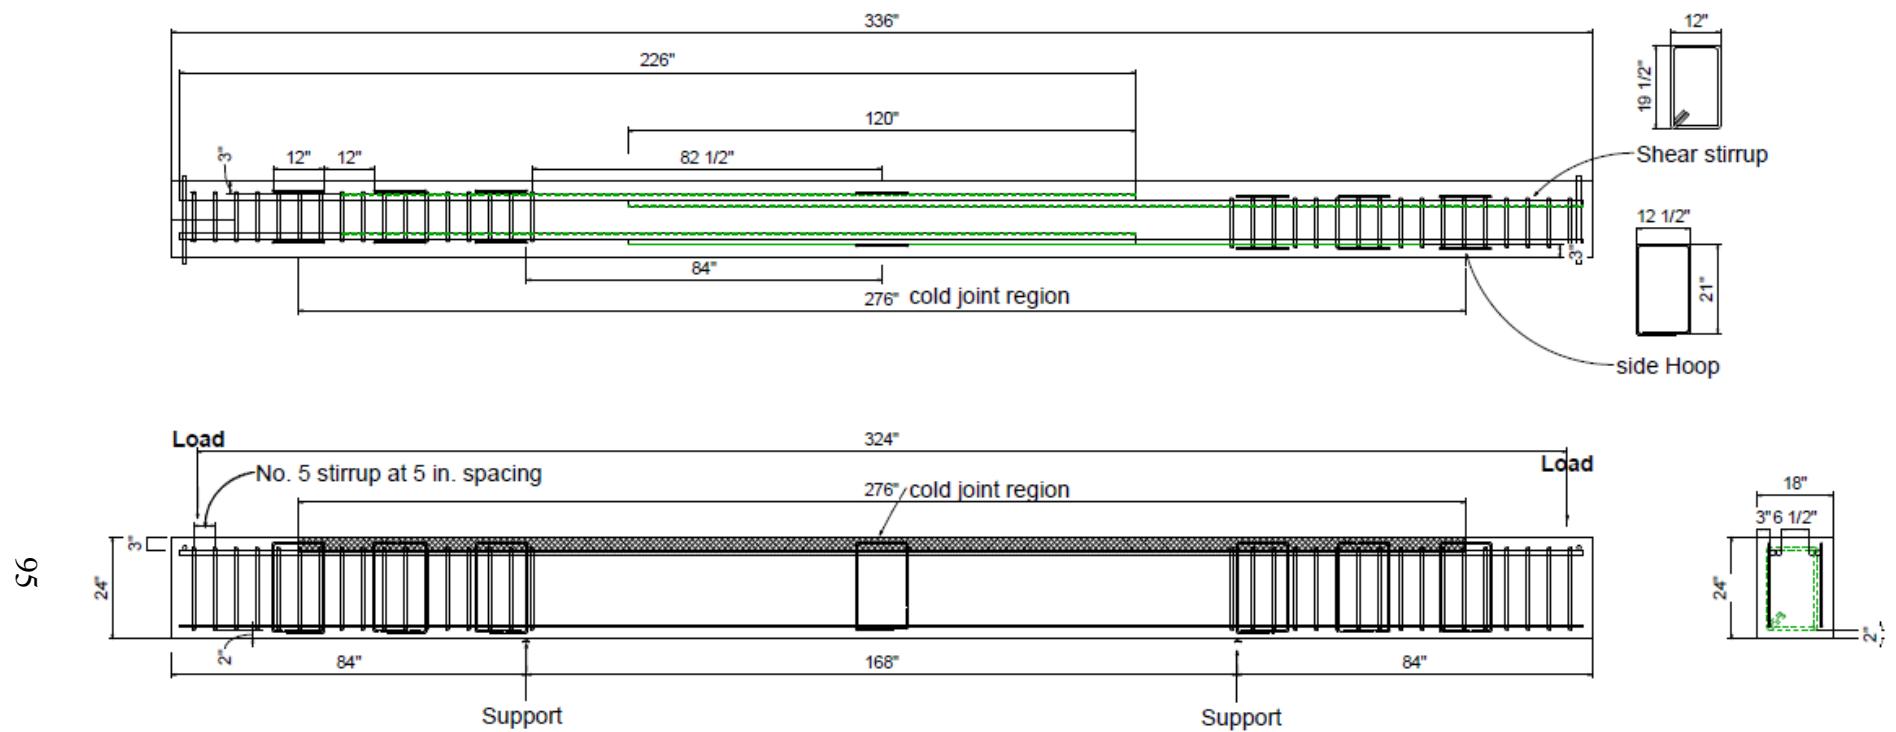 336"
12"
226"
19 1/2"
120"
3"
12"
12"
82 1/2"
Shear stirrup
12 1/2"
3"
84"
21"
276" cold joint region
side Hoop
Load
324"
Load
No. 5 stirrup at 5 in. spacing
276" cold joint region
18"
3" 6 1/2"
3"
24"
24"
95
2"
2"
84"
168"
84"
Support
Support